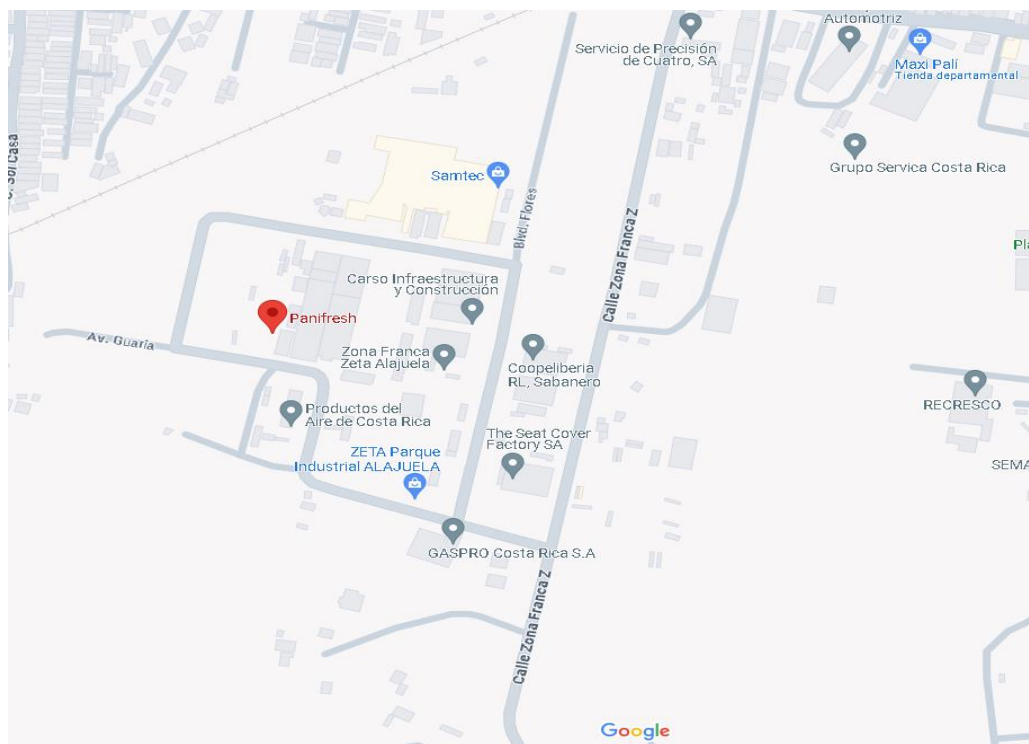 Automotriz
Servicio de Precisión
de Cuatro, SA
Maxi Palí
Tienda departamental
Sol Casa
Grupo Servica Costa Rica
Samtec
Blvd. Flores
Calle Zona Franca Z
Carso Infraestructura
y Construcción
Panifresh
Av. Guaria
Zona Franca
Zeta Alajuela
Coopeliberia
RL, Sabanero
RECRESCO
Productos del
Aire de Costa Rica
The Seat Cover
Factory SA
ZETA Parque
Industrial ALAJUELA
GASPRO Costa Rica S.A
Calle Zona Franca Z
Google